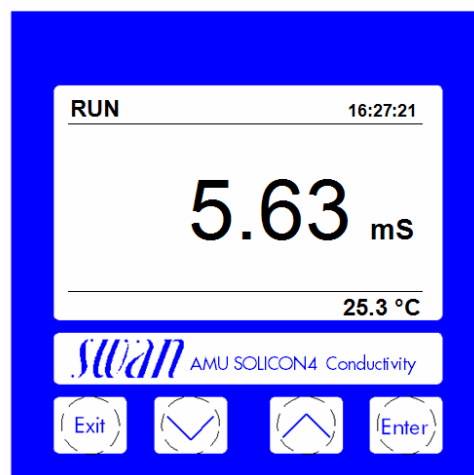 RUN 16:27:21
5.63 mS
25.3 °C
swan AMU SOLICON4 Conductivity
Exit Enter